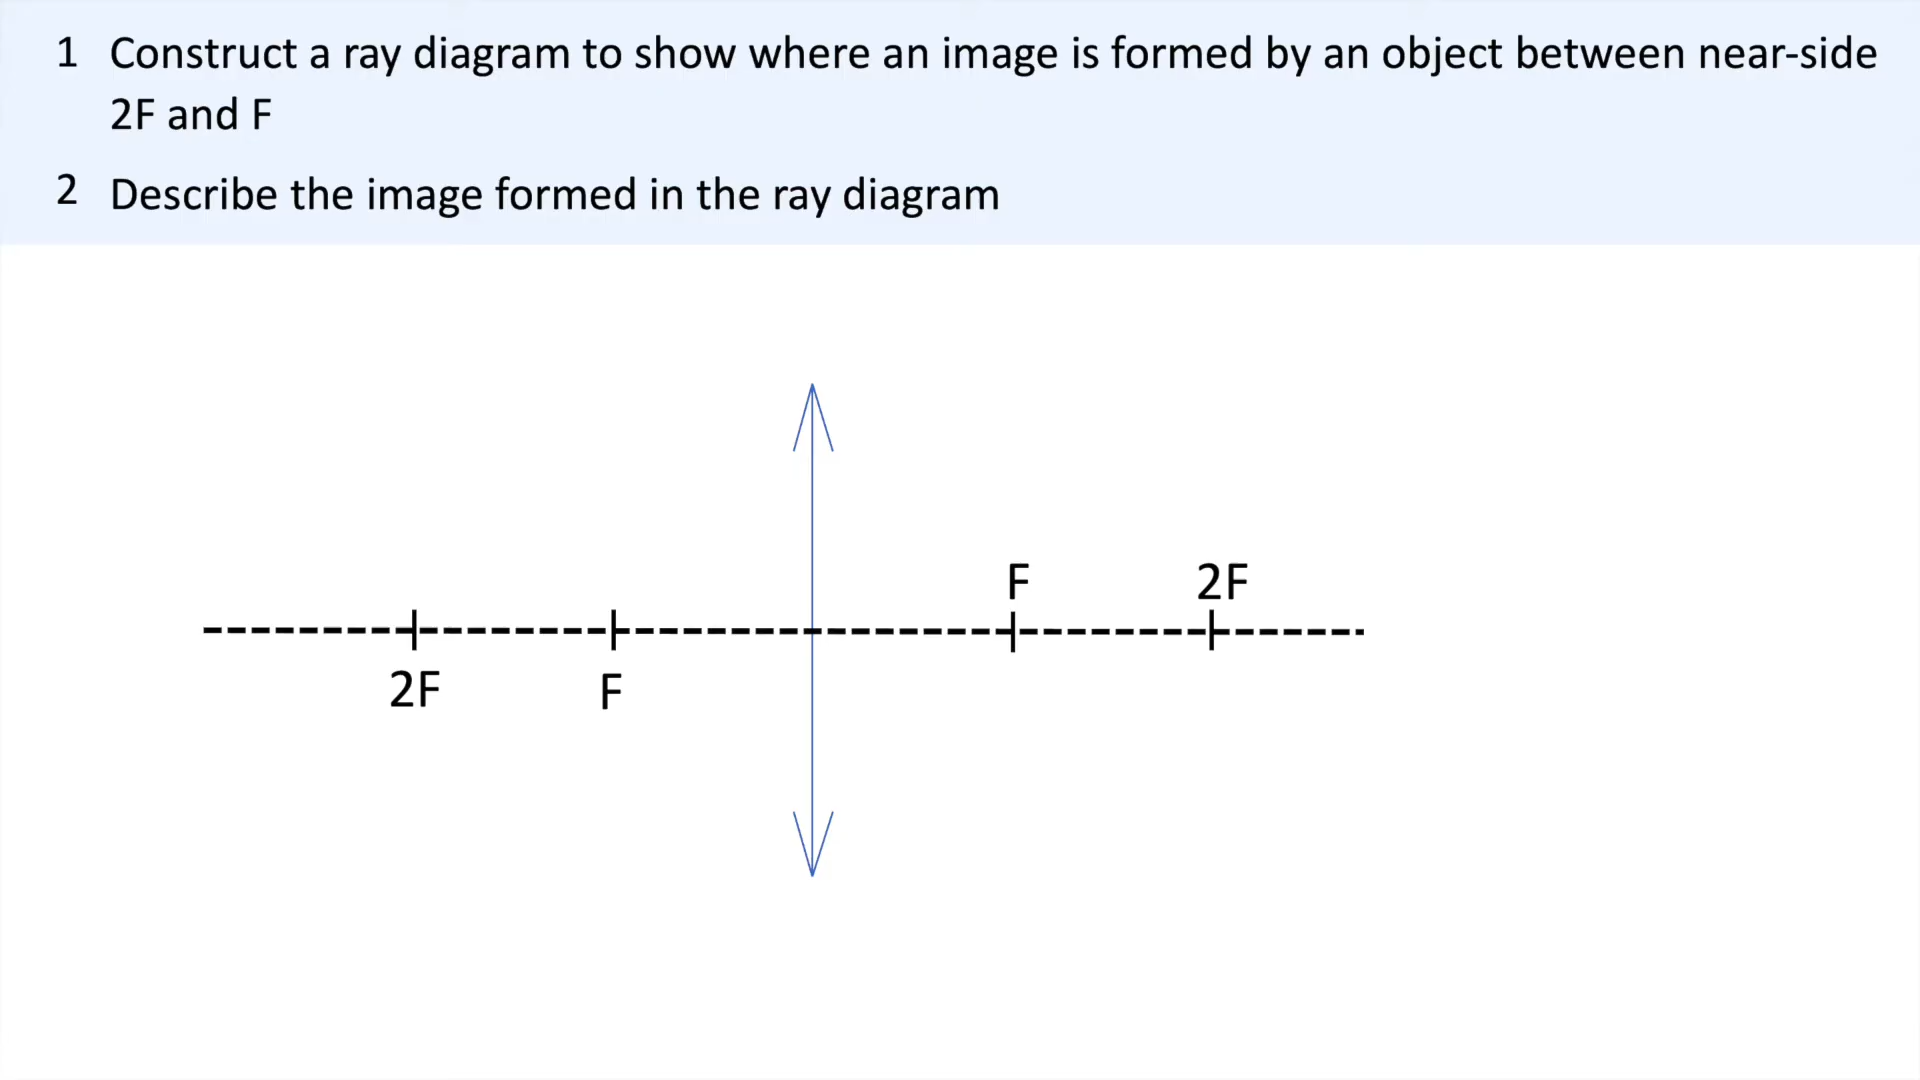 1 Construct a ray diagram to show where an image is formed by an object between near-side
2F and F
2 Describe the image formed in the ray diagram
F 2F
2F F